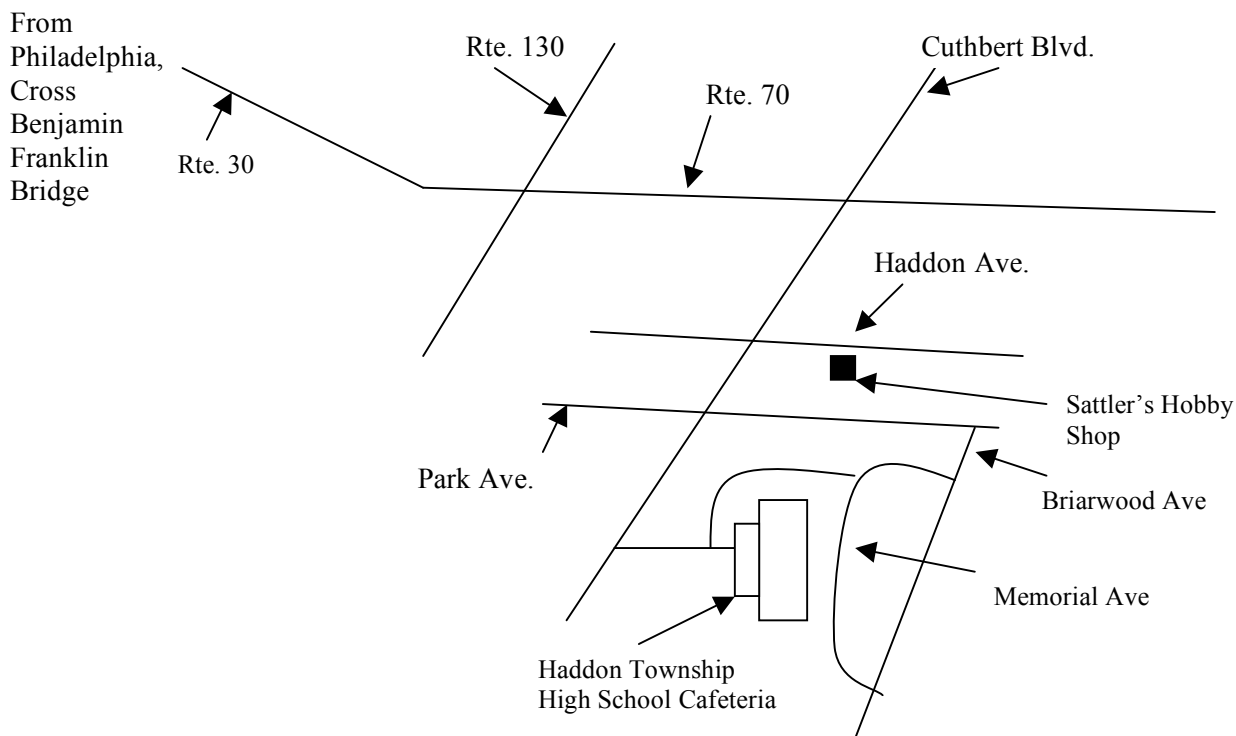 From
Philadelphia,
Cross
Benjamin
Franklin
Bridge
Rte. 30
Rte. 130
Cuthbert Blvd.
Rte. 70
Haddon Ave.
Sattler's Hobby
Shop
Park Ave.
Briarwood Ave
Memorial Ave
Haddon Township
High School Cafeteria